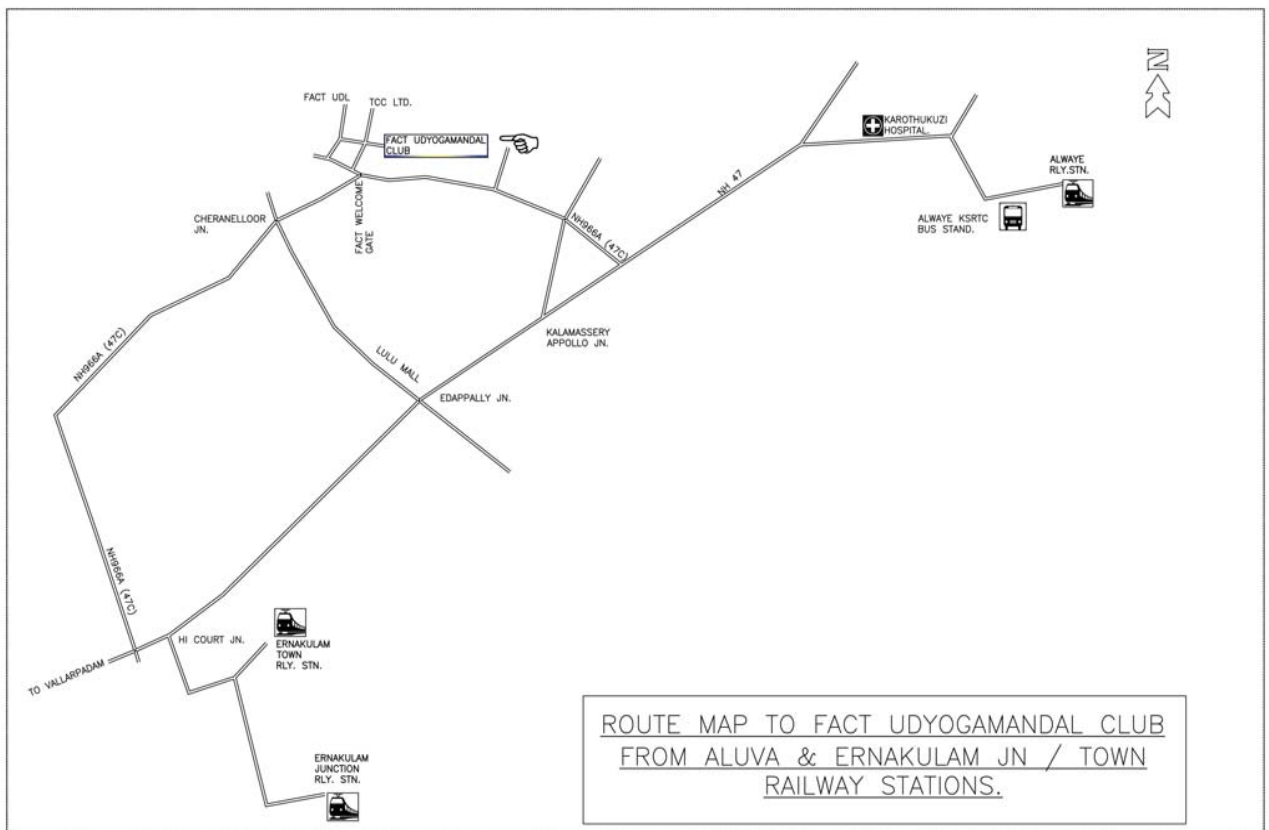 N
FACT UDL
TCC LTD.
FACT UDYOGAMANDAL
CLUB
KAROTHUKUZI
HOSPITAL.
ALWAYE
RLY.STN.
NH 47
ALWAYE KSRTC
BUS STAND.
CHERANELLOOR
JN.
FACT WELCOME
GATE
NH966A (47C)
KALAMASSERY
APPOLLO JN.
NH966A (47C)
LULU MALL
EDAPPALLY JN.
NH966A (47C)
HI COURT JN.
TO VALLARPADAM
ERNAKULAM
TOWN
RLY. STN.
ERNAKULAM
JUNCTION
RLY. STN.
ROUTE MAP TO FACT UDYOGAMANDAL CLUB
FROM ALUVA & ERNAKULAM JN / TOWN
RAILWAY STATIONS.